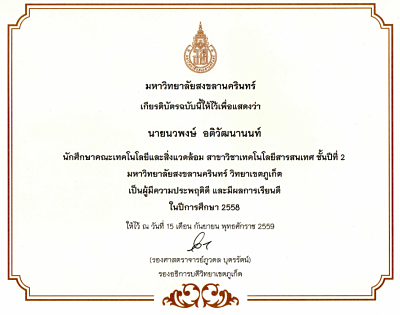 มหาวิทยาลัยสงขลานครินทร์
เกียรติบัตรฉบับนี้ให้ไว้เพื่อแสดงว่า
นายนวพงษ์ อติวัฒนานนท์
นักศึกษาคณะเทคโนโลยีและสิ่งแวดล้อม สาขาวิชาเทคโนโลยีสารสนเทศ ชั้นปีที่ 2
มหาวิทยาลัยสงขลานครินทร์ วิทยาเขตภูเก็ต
เป็นผู้มีความประพฤติดี และมีผลการเรียนดี
ในปีการศึกษา 2558
ให้ไว้ ณ วันที่ 15 เดือน กันยายน พุทธศักราช 2559
(รองศาสตราจารย์ภูวดล บุตรรัตน์)
รองอธิการบดีวิทยาเขตภูเก็ต